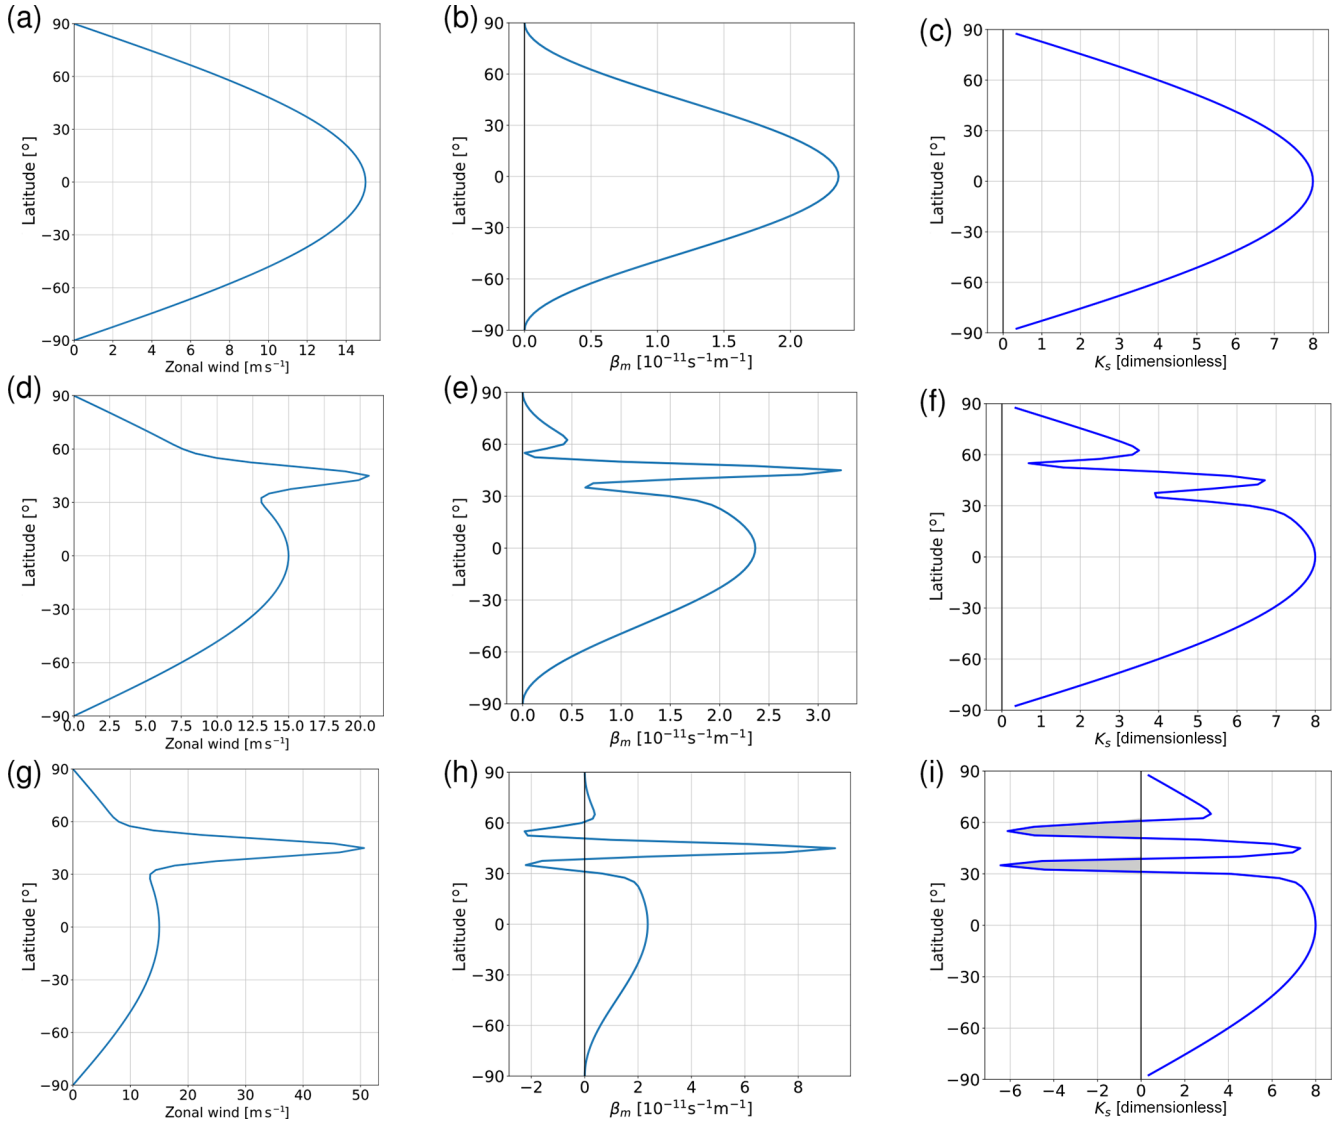 (a)
90
60
30
0
−30
−60
−90
Latitude [°]
0 2 4 6 8 10 12 14
Zonal wind [m s⁻¹]
(b)
90
60
30
0
−30
−60
−90
Latitude [°]
0.0 0.5 1.0 1.5 2.0
βₘ [10⁻¹¹s⁻¹m⁻¹]
(c)
90
60
30
0
−30
−60
−90
Latitude [°]
0 1 2 3 4 5 6 7 8
Kₛ [dimensionless]
(d)
90
60
30
0
−30
−60
−90
Latitude [°]
0.0 2.5 5.0 7.5 10.0 12.5 15.0 17.5 20.0
Zonal wind [m s⁻¹]
(e)
90
60
30
0
−30
−60
−90
Latitude [°]
0.0 0.5 1.0 1.5 2.0 2.5 3.0
βₘ [10⁻¹¹s⁻¹m⁻¹]
(f)
90
60
30
0
−30
−60
−90
Latitude [°]
0 1 2 3 4 5 6 7 8
Kₛ [dimensionless]
(g)
90
60
30
0
−30
−60
−90
Latitude [°]
0 10 20 30 40 50
Zonal wind [m s⁻¹]
(h)
90
60
30
0
−30
−60
−90
Latitude [°]
−2 0 2 4 6 8
βₘ [10⁻¹¹s⁻¹m⁻¹]
(i)
90
60
30
0
−30
−60
−90
Latitude [°]
−6 −4 −2 0 2 4 6 8
Kₛ [dimensionless]